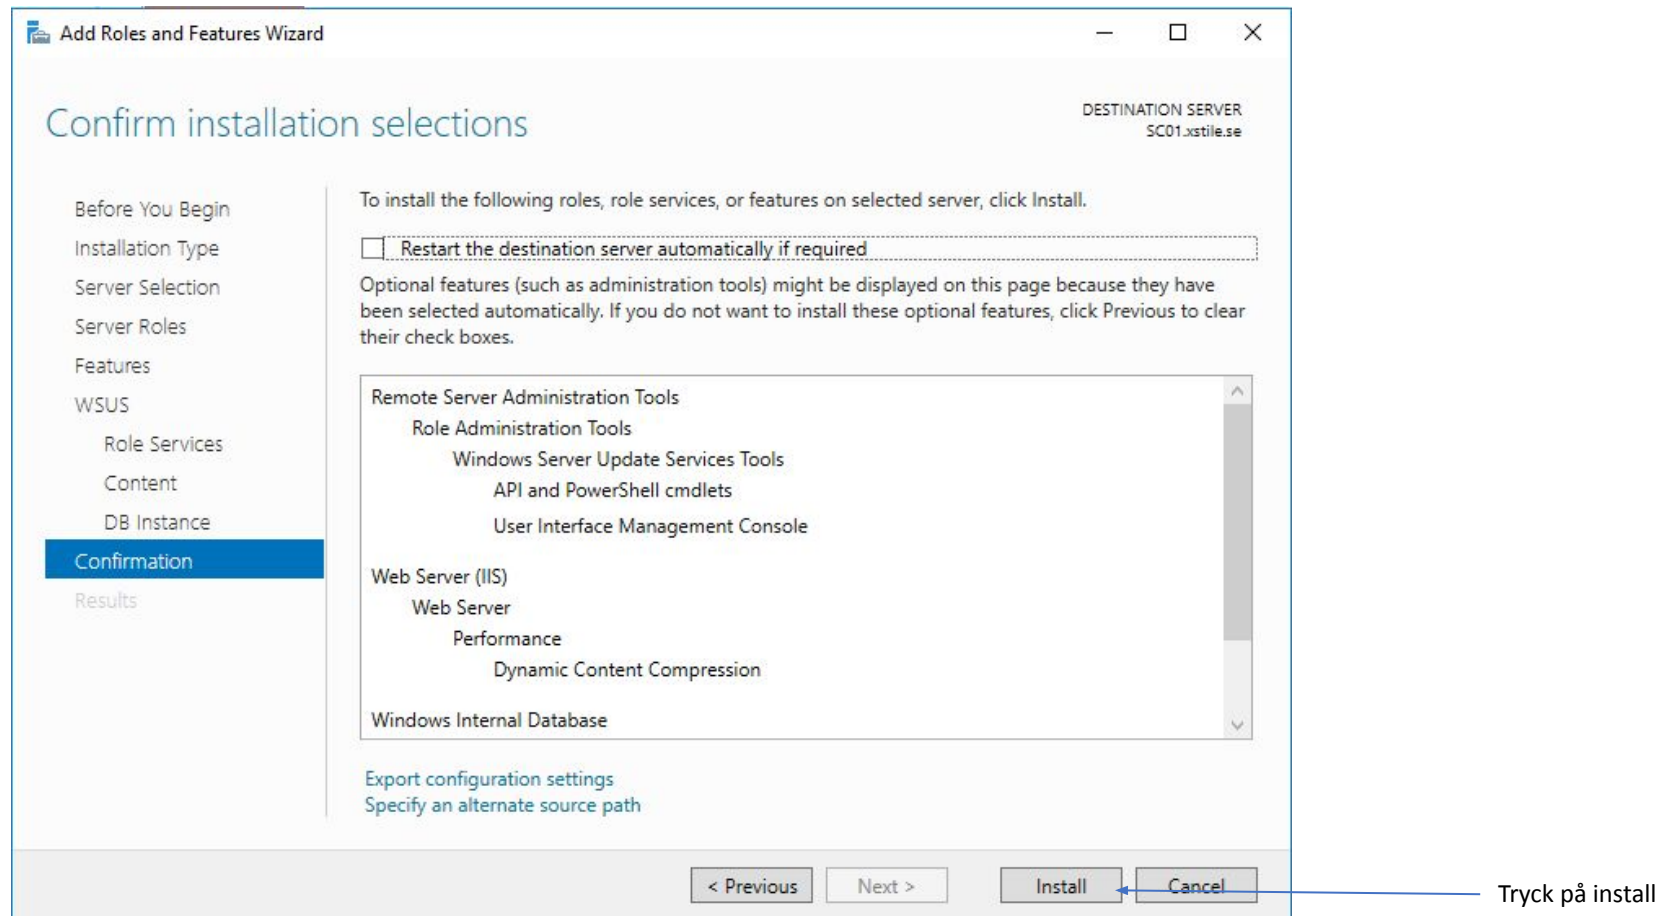 Add Roles and Features Wizard
Confirm installation selections
DESTINATION SERVER
SC01.xstile.se
Before You Begin
Installation Type
Server Selection
Server Roles
Features
WSUS
Role Services
Content
DB Instance
Confirmation
Results
To install the following roles, role services, or features on selected server, click Install.
Restart the destination server automatically if required
Optional features (such as administration tools) might be displayed on this page because they have
been selected automatically. If you do not want to install these optional features, click Previous to clear
their check boxes.
Remote Server Administration Tools
Role Administration Tools
Windows Server Update Services Tools
API and PowerShell cmdlets
User Interface Management Console
Web Server (IIS)
Web Server
Performance
Dynamic Content Compression
Windows Internal Database
Export configuration settings
Specify an alternate source path
< Previous
Next >
Install
Cancel
Tryck på install